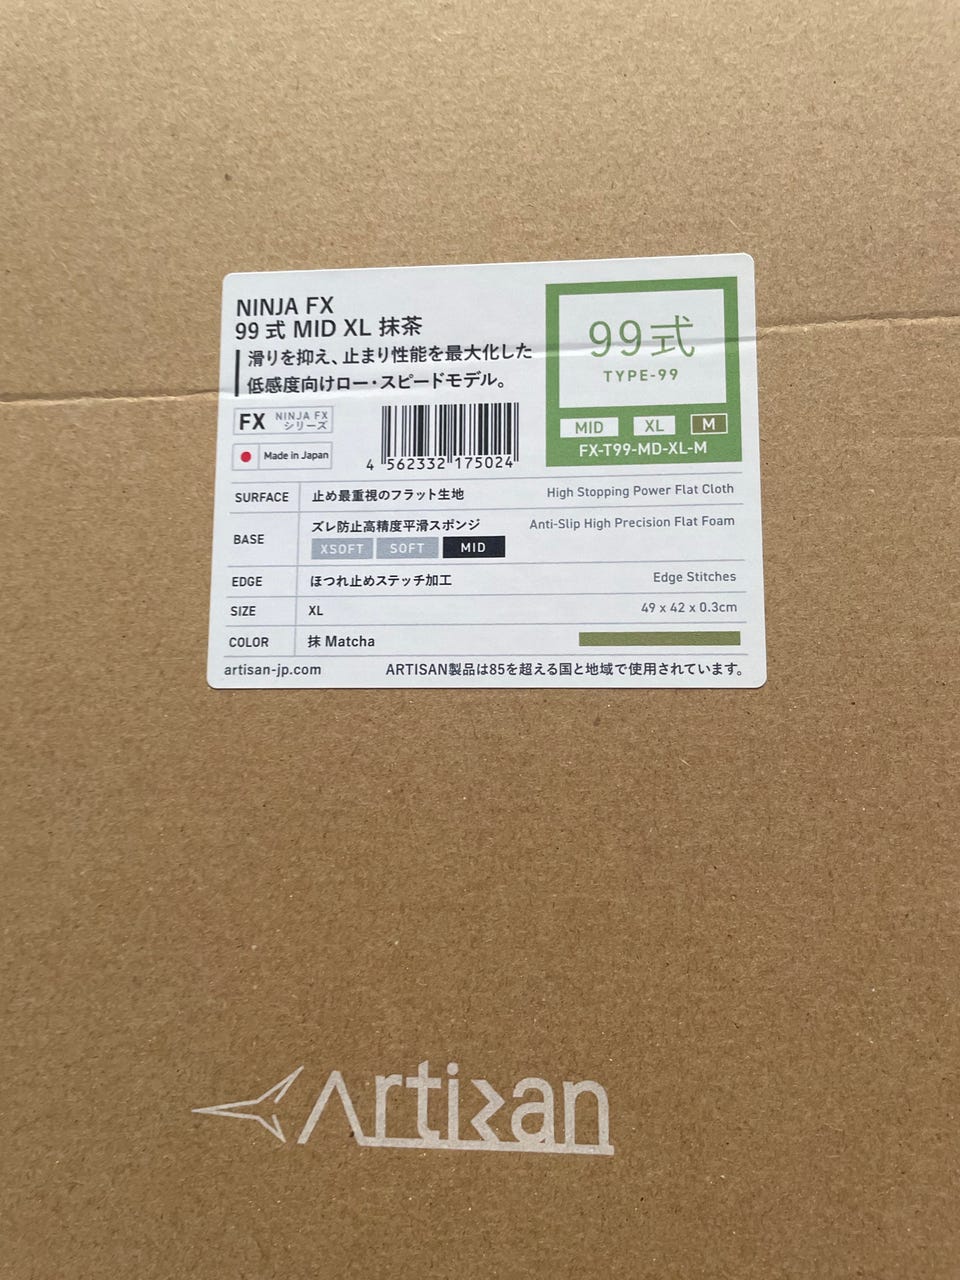 NINJA FX
99 式 MID XL 抹茶
滑りを抑え、止まり性能を最大化した
低感度向けロー・スピードモデル。
FX NINJA FX
シリーズ
Made in Japan
4 562332 175024
99式
TYPE-99
MID XL M
FX-T99-MD-XL-M
SURFACE 止め最重視のフラット生地 High Stopping Power Flat Cloth
BASE ズレ防止高精度平滑スポンジ Anti-Slip High Precision Flat Foam
XSOFT SOFT MID
EDGE ほつれ止めステッチ加工 Edge Stitches
SIZE XL 49 x 42 x 0.3cm
COLOR 抹 Matcha
artisan-jp.com ARTISAN製品は85を超える国と地域で使用されています。
Artisan